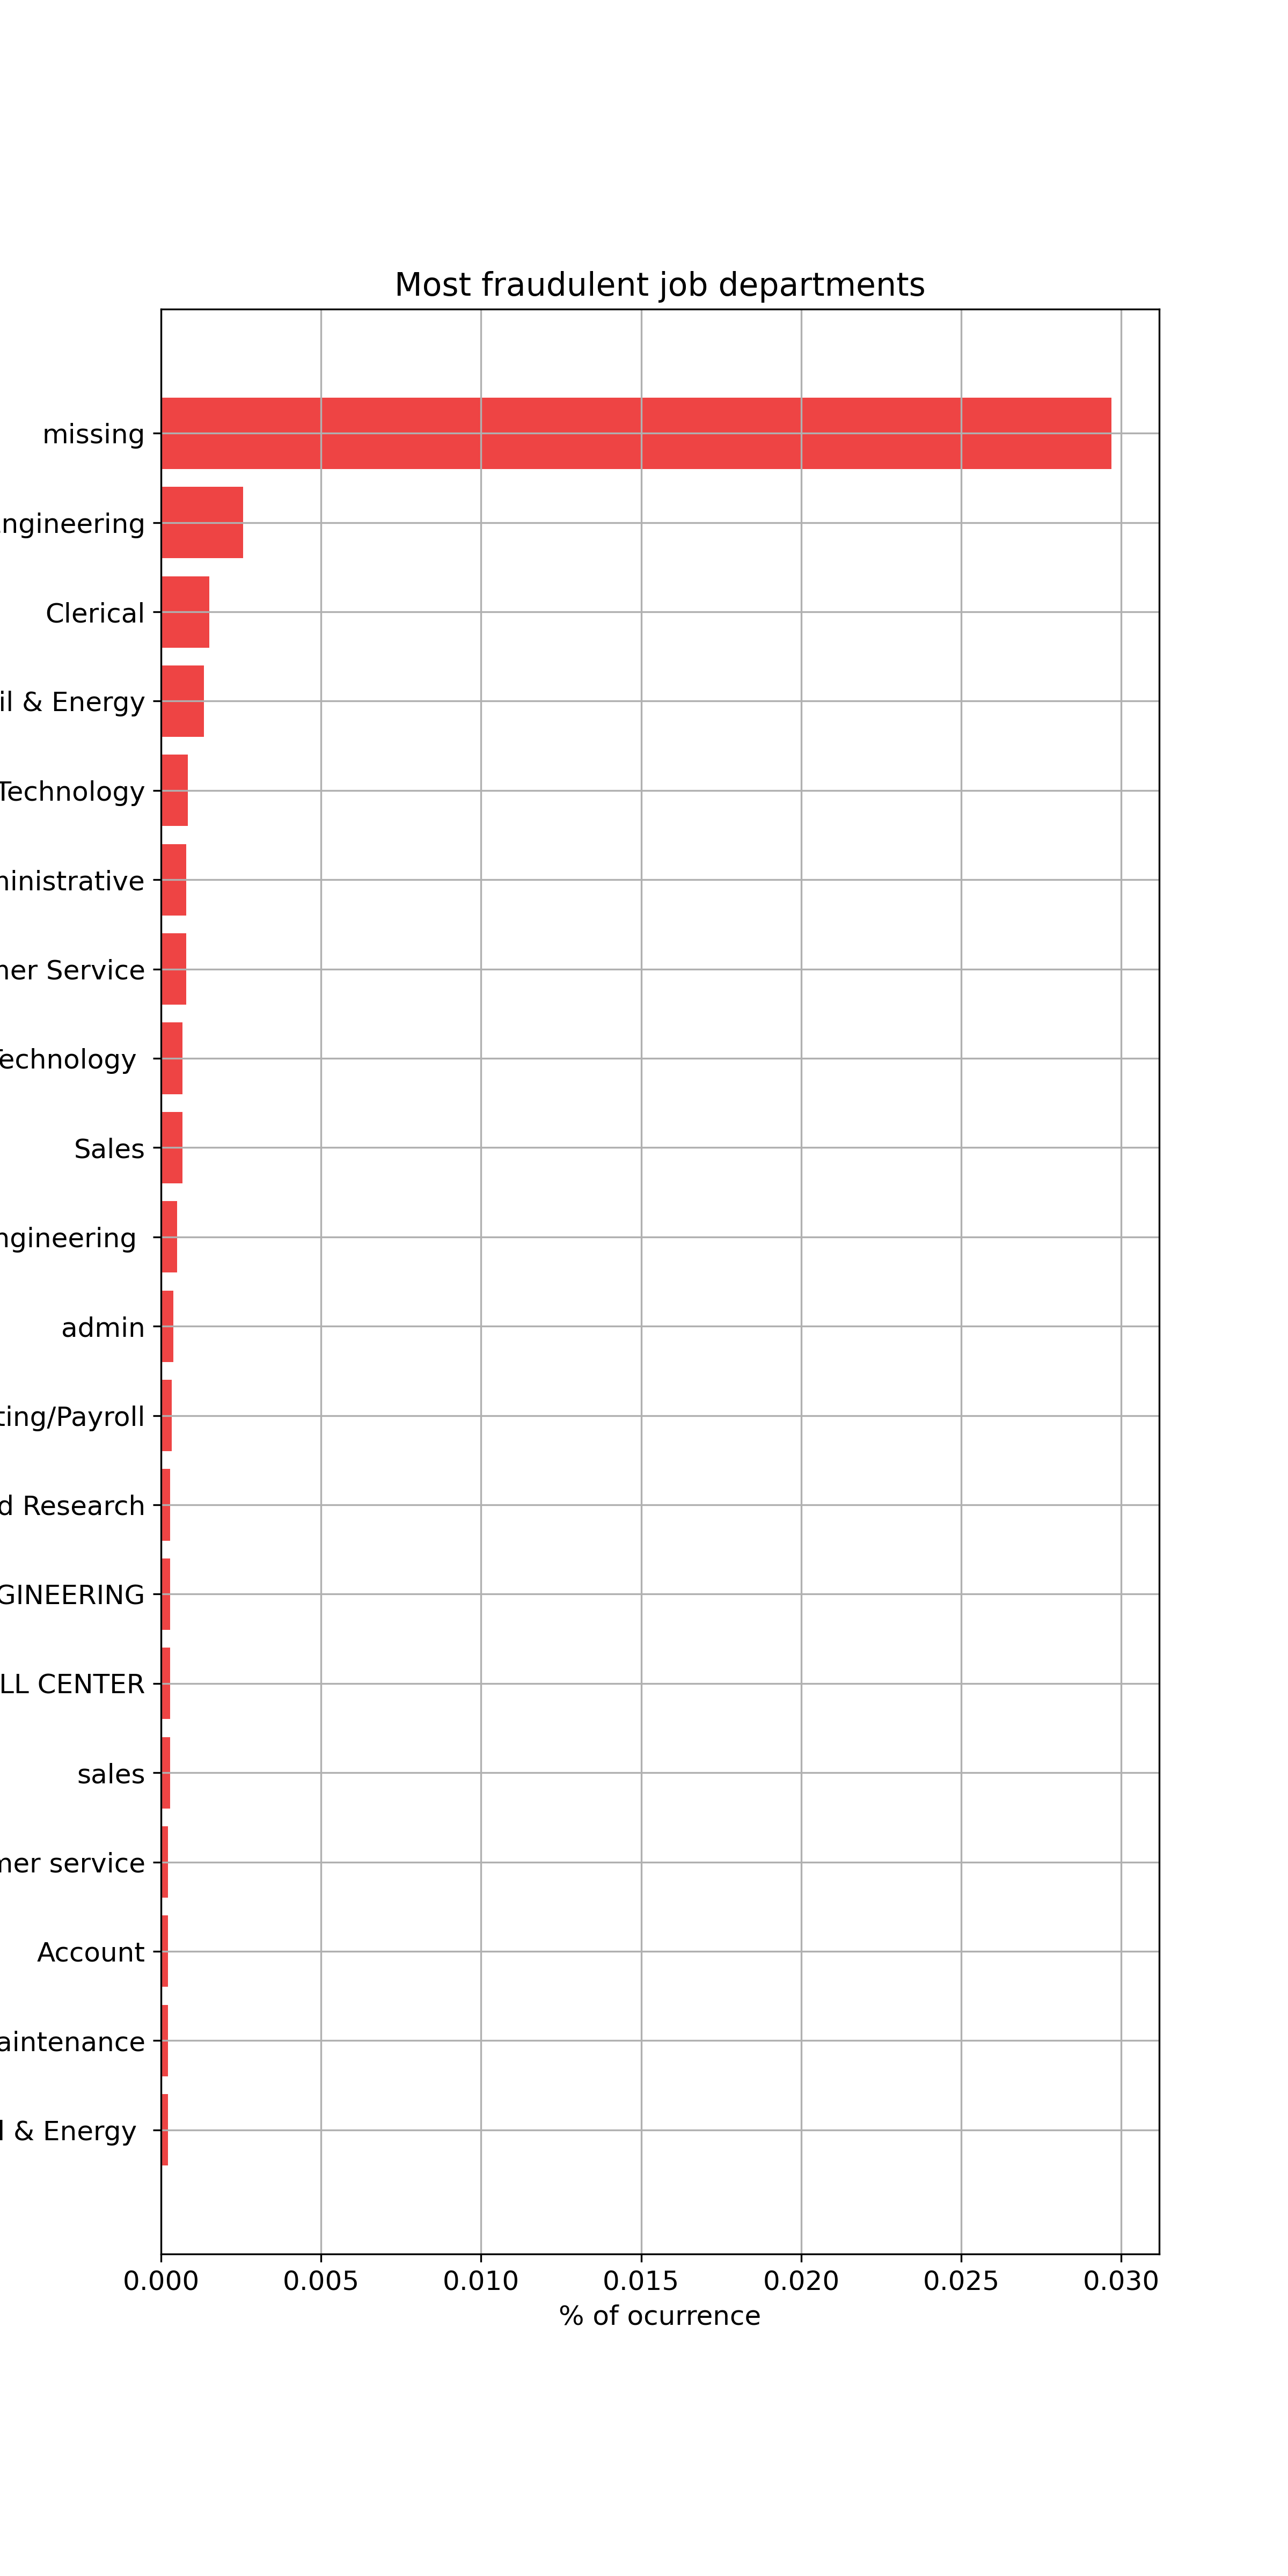 Most fraudulent job departments
missing
ngineering
Clerical
il & Energy
Technology
ninistrative
ner Service
echnology
Sales
ngineering
admin
ting/Payroll
d Research
GINEERING
LL CENTER
sales
mer service
Account
aintenance
l & Energy
0.000 0.005 0.010 0.015 0.020 0.025 0.030
% of ocurrence